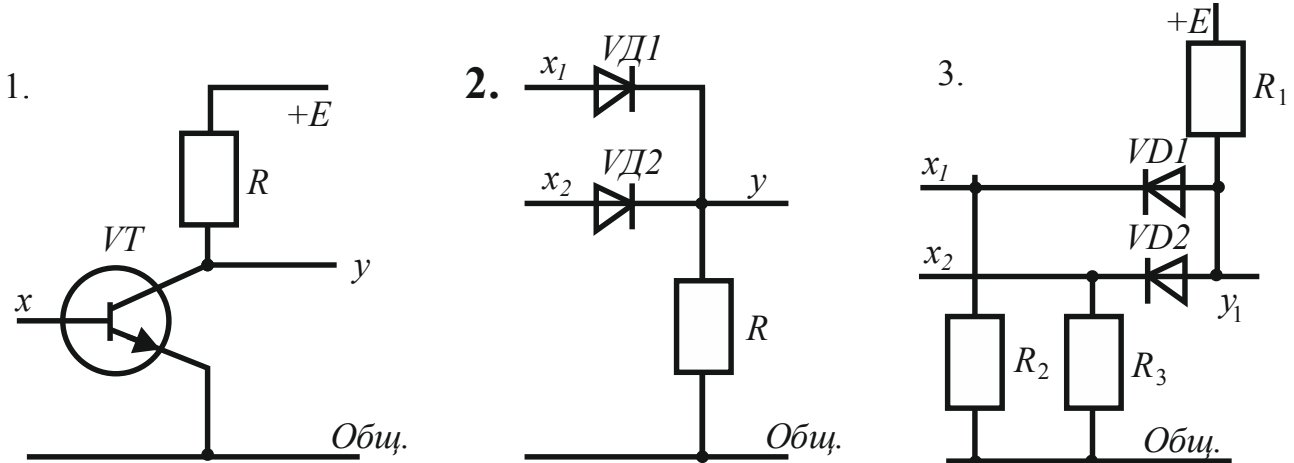 1.
+E
R
VT
x
y
Общ.
2.
x₁
VД1
x₂
VД2
y
R
Общ.
3.
+E
R₁
x₁
VD1
x₂
VD2
y₁
R₂
R₃
Общ.